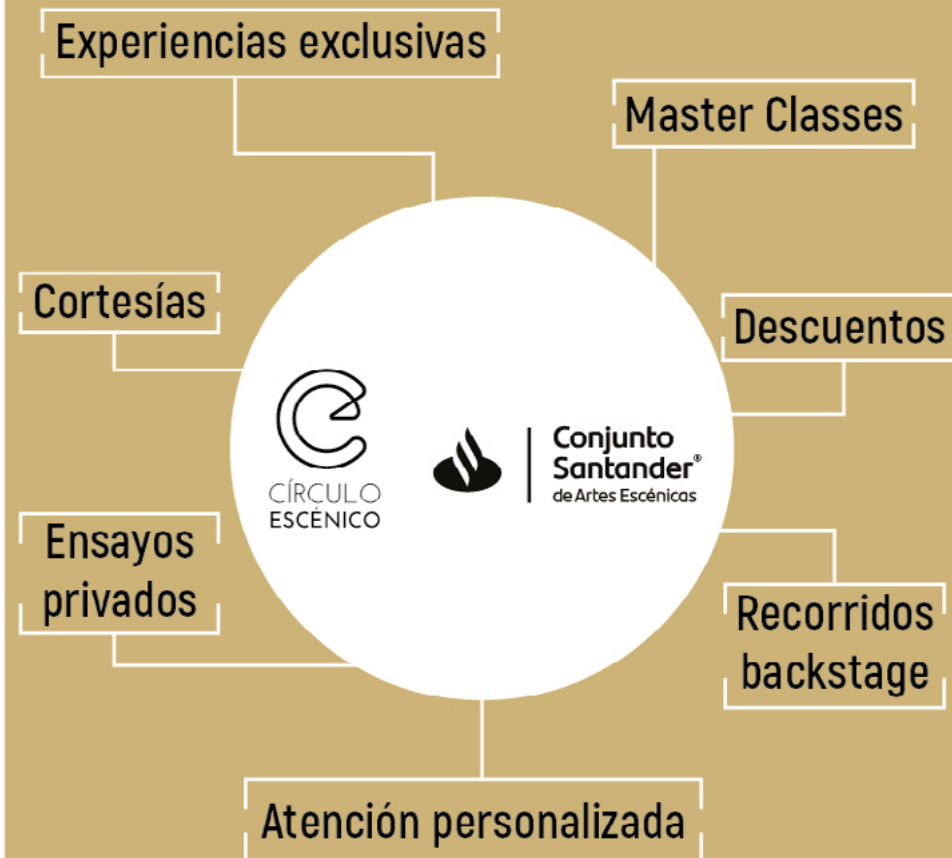 Experiencias exclusivas
Master Classes
Cortesías
Descuentos
CÍRCULO
ESCÉNICO
Conjunto
Santander®
de Artes Escénicas
Ensayos
privados
Recorridos
backstage
Atención personalizada